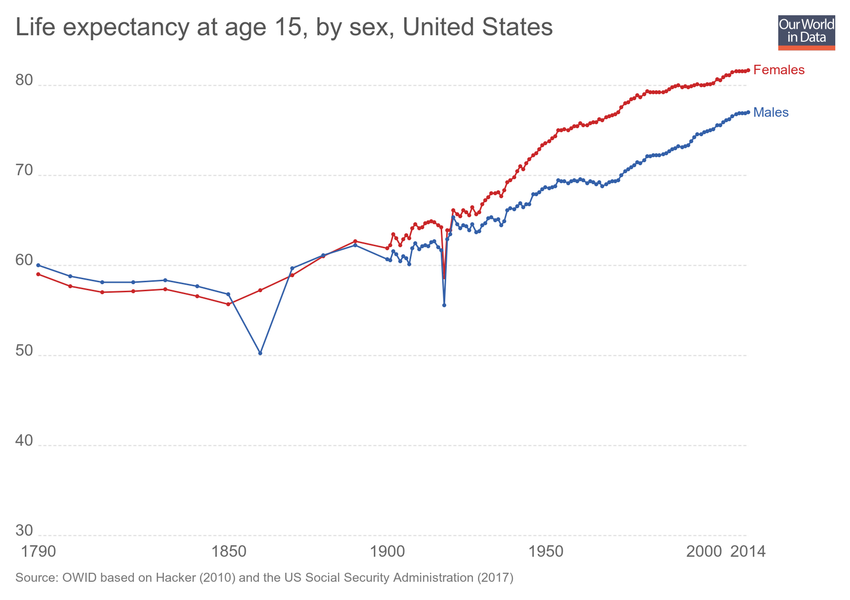 Life expectancy at age 15, by sex, United States
Our World
in Data
80
Females
Males
70
60
50
40
30
1790 1850 1900 1950 2000 2014
Source: OWID based on Hacker (2010) and the US Social Security Administration (2017)